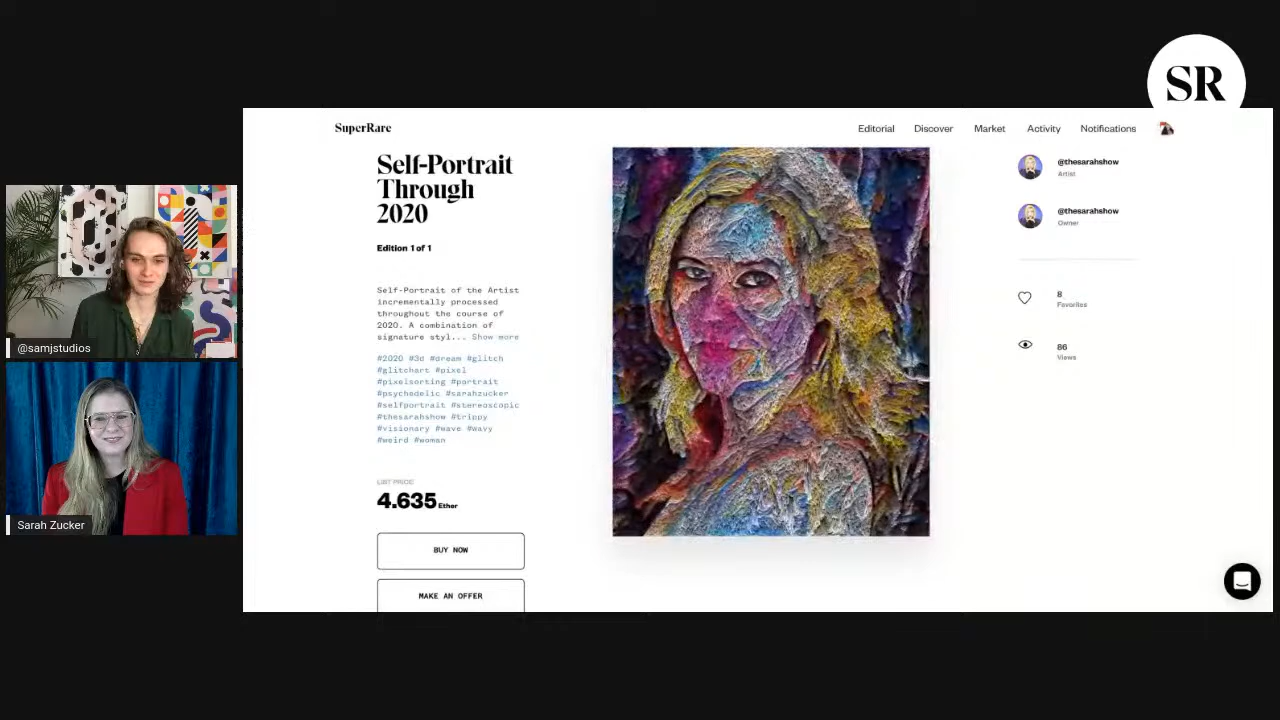 SR
SuperRare
Editorial Discover Market Activity Notifications
Self-Portrait
Through
2020
Edition 1 of 1
Self-Portrait of the Artist
incrementally processed
throughout the course of
2020. A combination of
signature styl... Show more
#2020 #3d #dream #glitch
#glitchart #pixel
#pixelsorting #portrait
#psychedelic #sarahzucker
#selfportrait #stereoscopic
#thesarahshow #trippy
#visionary #wave #wavy
#weird #woman
LIST PRICE
4.635 Ether
BUY NOW
MAKE AN OFFER
@thesarahshow
Artist
@thesarahshow
Owner
8
Favorites
86
Views
@samjstudios
Sarah Zucker